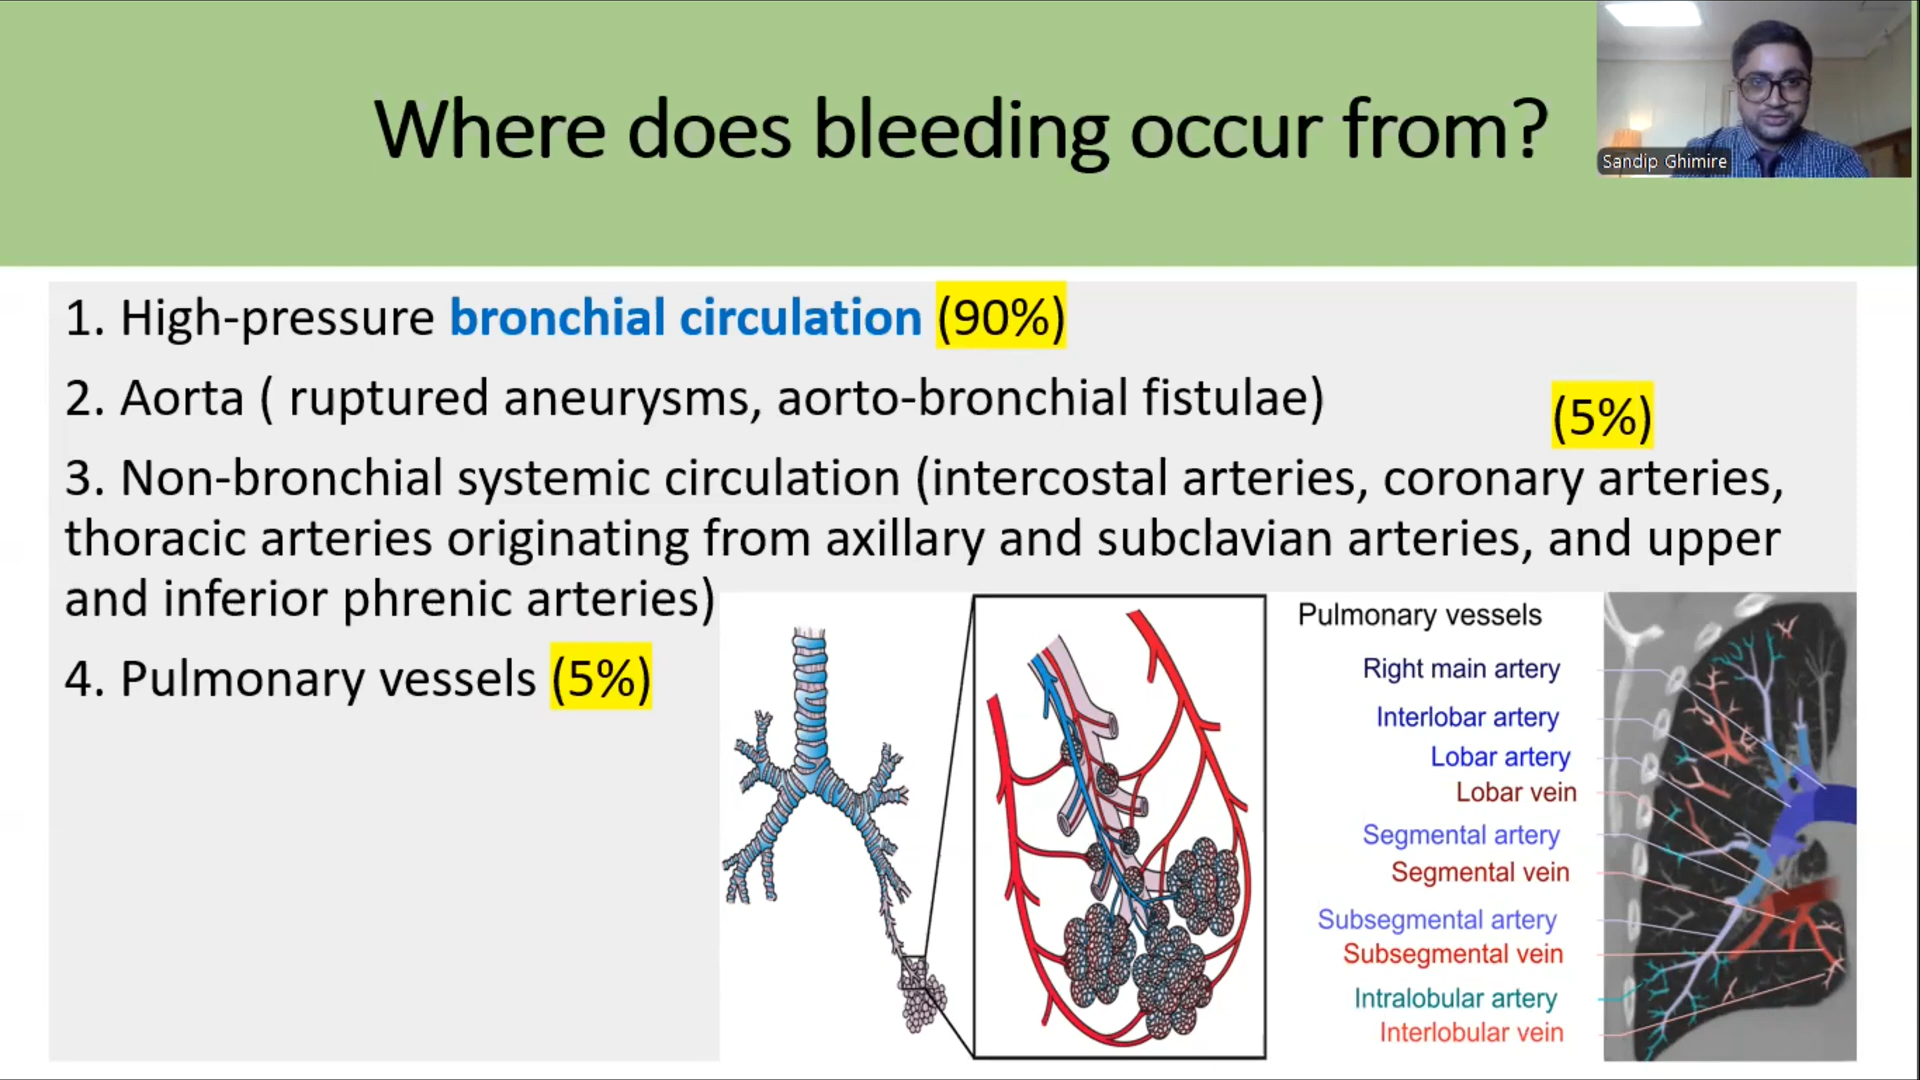 Where does bleeding occur from?
Sandip Ghimire
1. High-pressure bronchial circulation (90%)
2. Aorta ( ruptured aneurysms, aorto-bronchial fistulae)
(5%)
3. Non-bronchial systemic circulation (intercostal arteries, coronary arteries,
thoracic arteries originating from axillary and subclavian arteries, and upper
and inferior phrenic arteries)
4. Pulmonary vessels (5%)
Pulmonary vessels
Right main artery
Interlobar artery
Lobar artery
Lobar vein
Segmental artery
Segmental vein
Subsegmental artery
Subsegmental vein
Intralobular artery
Interlobular vein